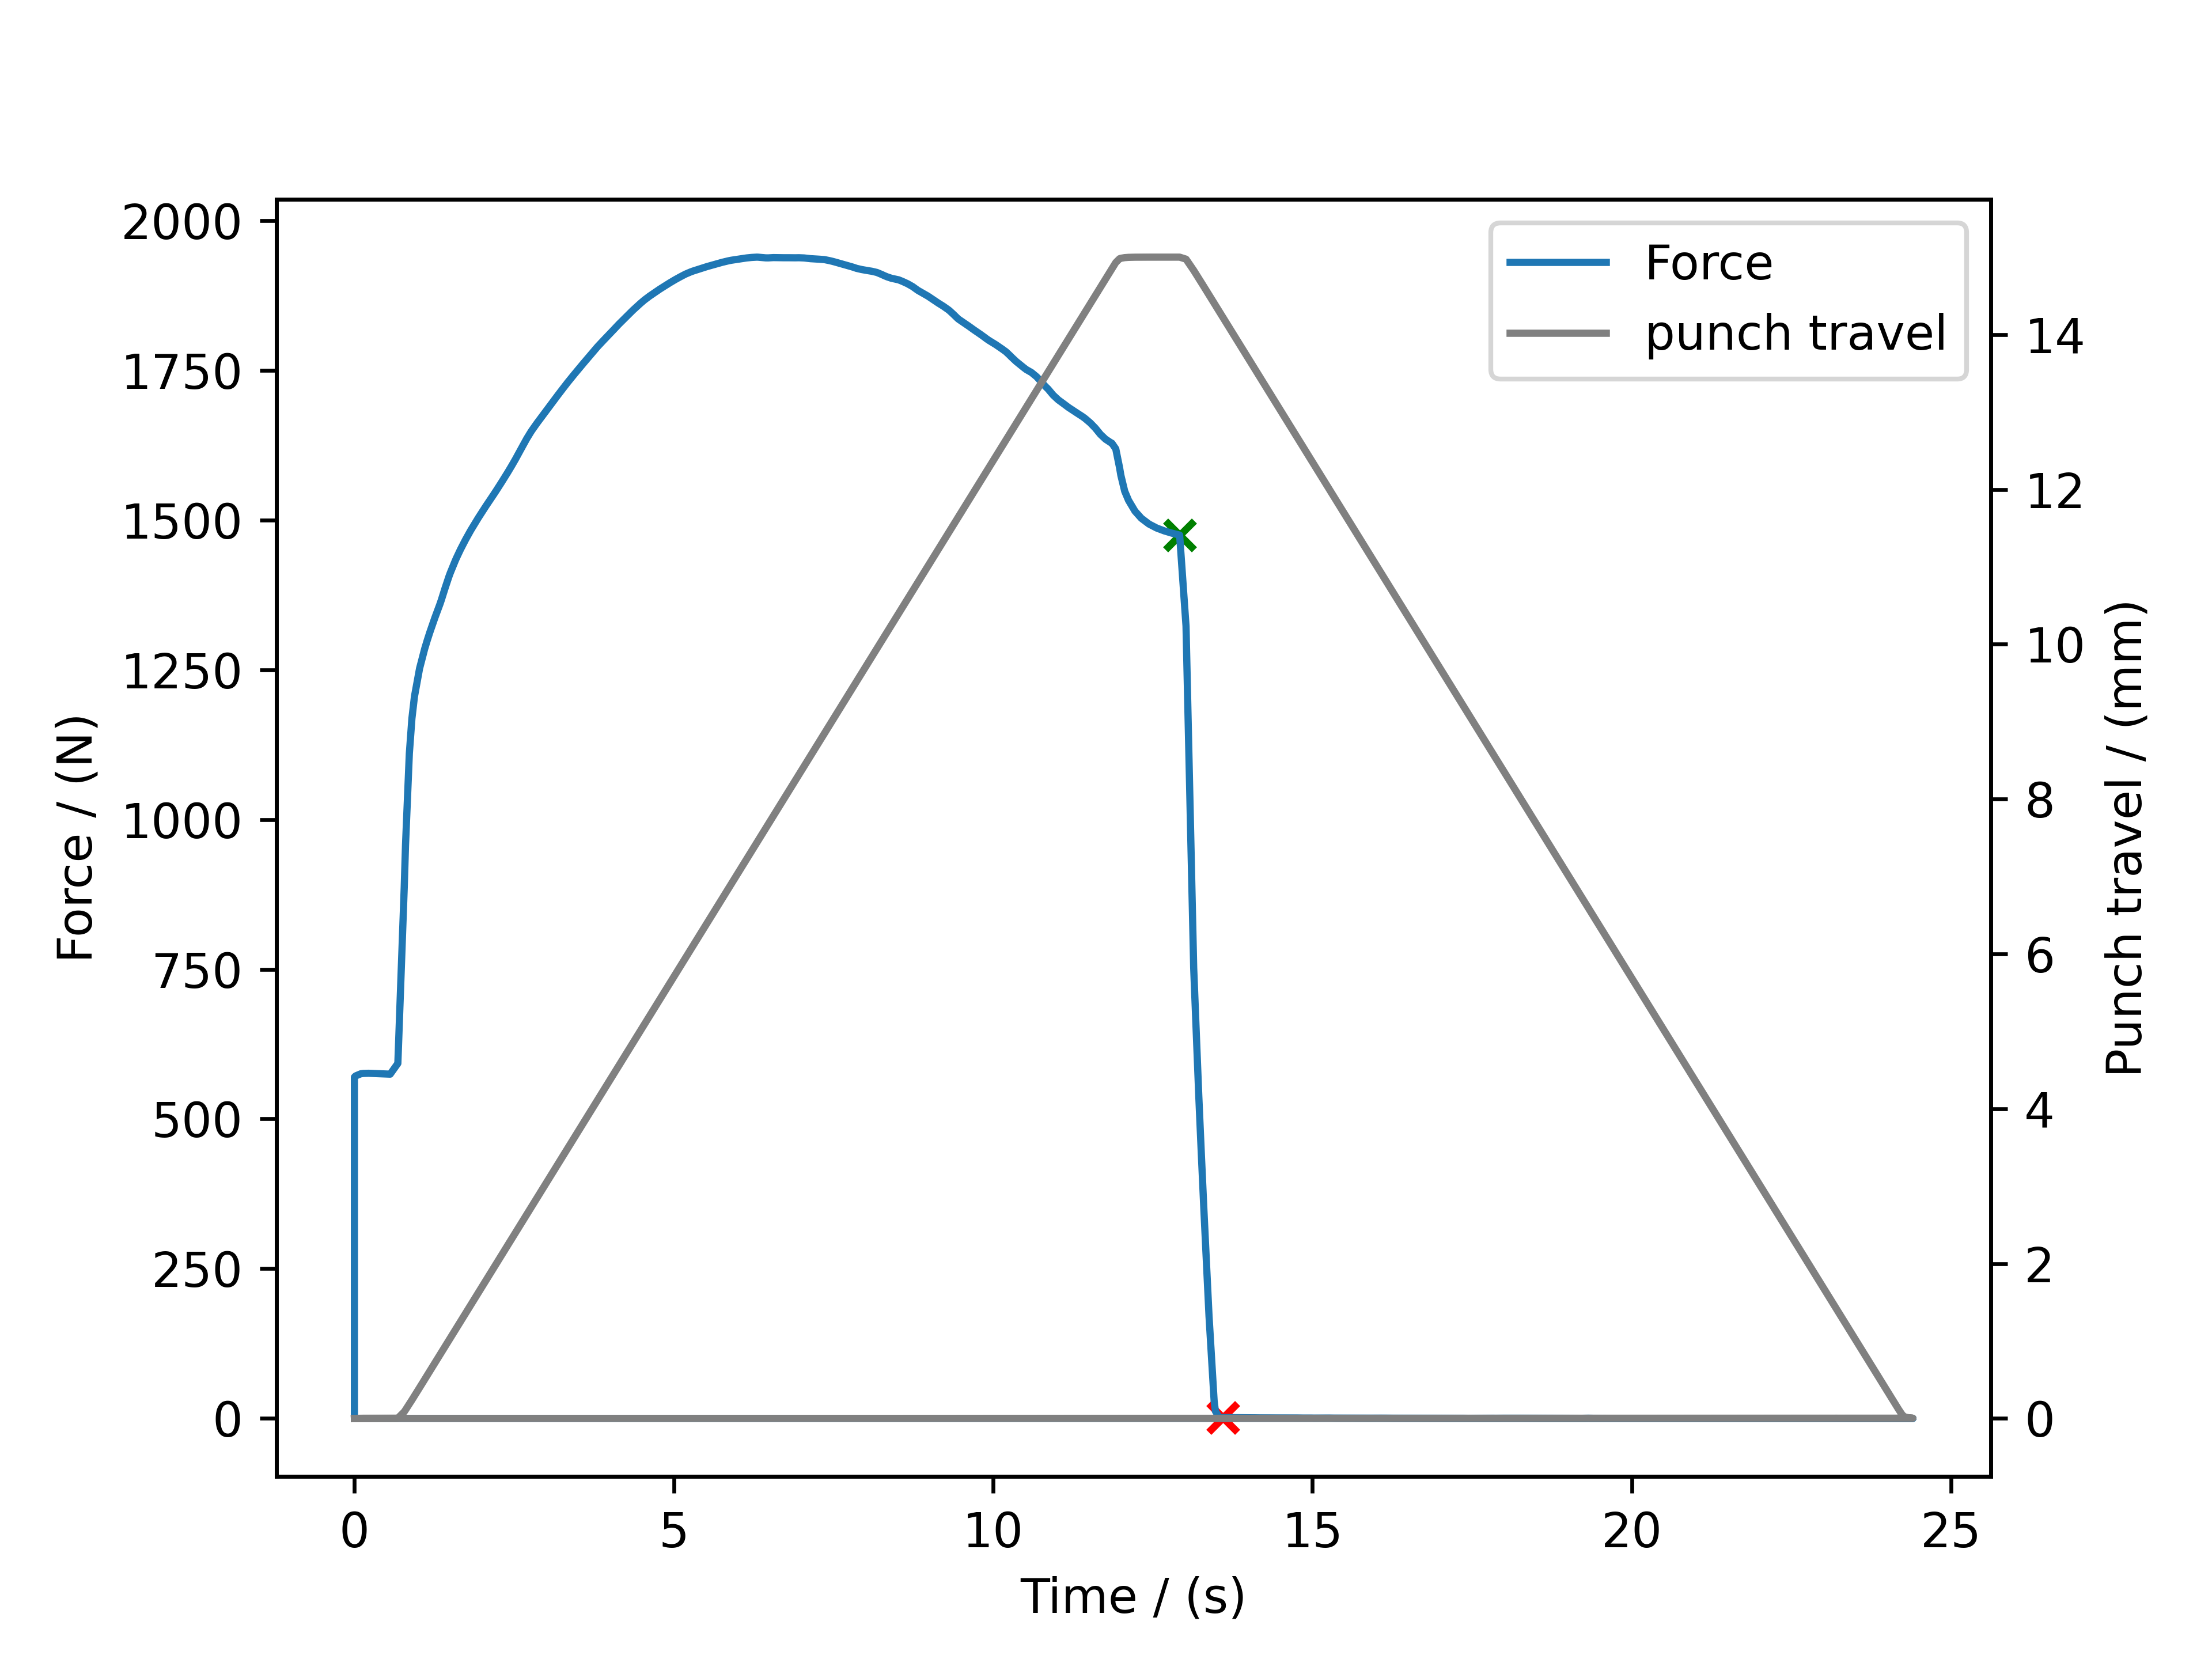 2000
1750
1500
1250
1000
750
500
250
0
Force / (N)
Force
punch travel
14
12
10
8
6
4
2
0
Punch travel / (mm)
0 5 10 15 20 25
Time / (s)